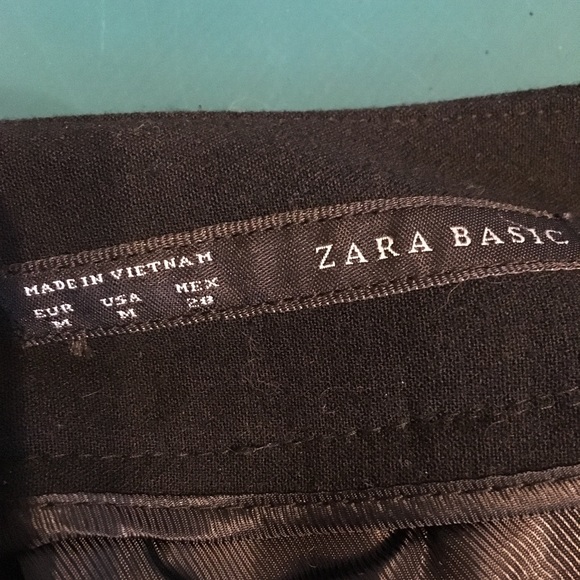 MADE IN VIETNAM
EUR USA MEX
M M 28
ZARA BASIC